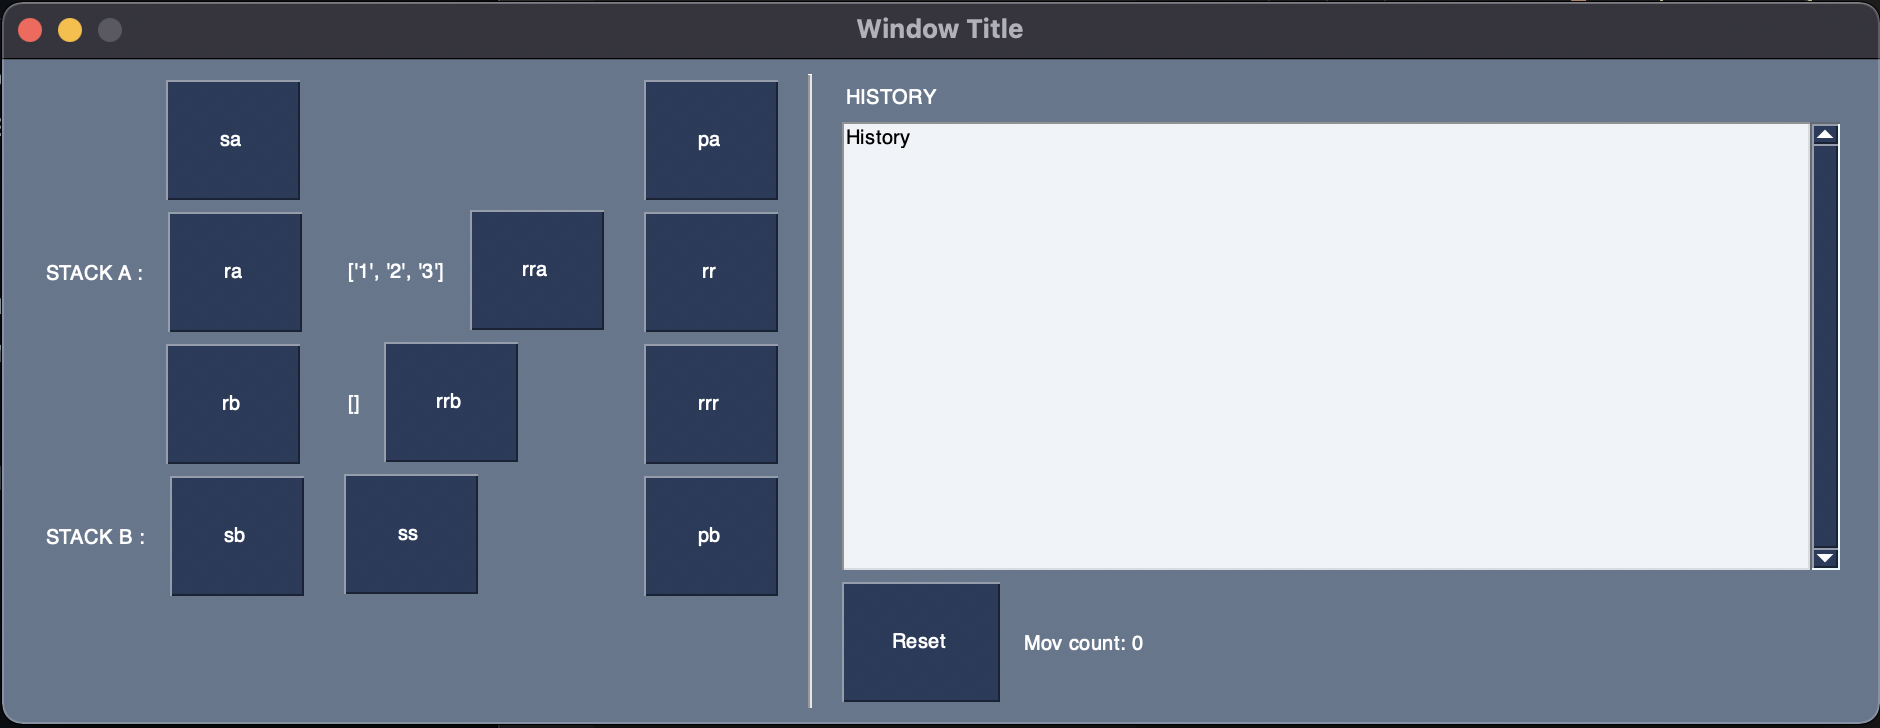 Window Title
sa
pa
STACK A :
ra
['1', '2', '3']
rra
rr
rb
[]
rrb
rrr
STACK B :
sb
ss
pb
HISTORY
History
Reset
Mov count: 0